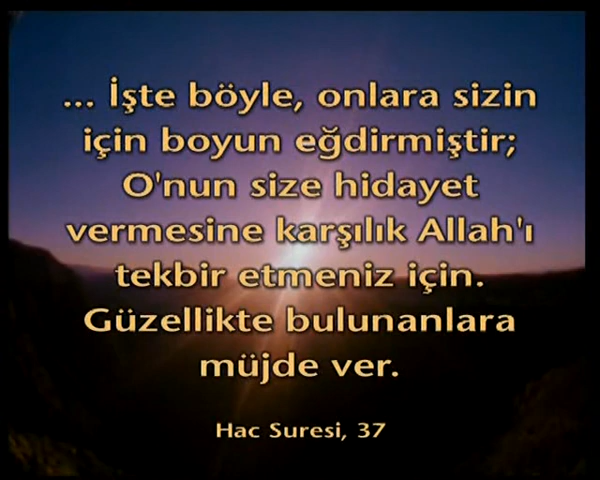 ... İşte böyle, onlara sizin
için boyun eğdirmiştir;
O'nun size hidayet
vermesine karşılık Allah'ı
tekbir etmeniz için.
Güzellikte bulunanlara
müjde ver.
Hac Suresi, 37